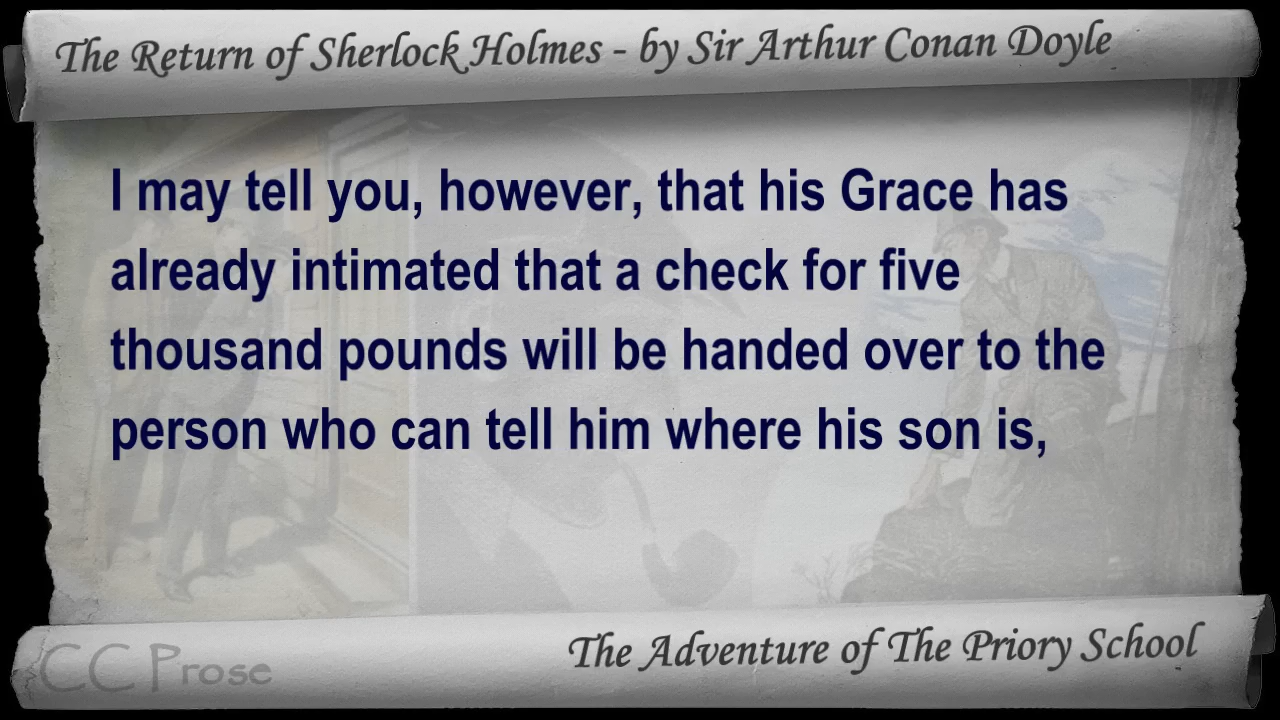 The Return of Sherlock Holmes - by Sir Arthur Conan Doyle
I may tell you, however, that his Grace has
already intimated that a check for five
thousand pounds will be handed over to the
person who can tell him where his son is,
The Adventure of The Priory School
CC Prose